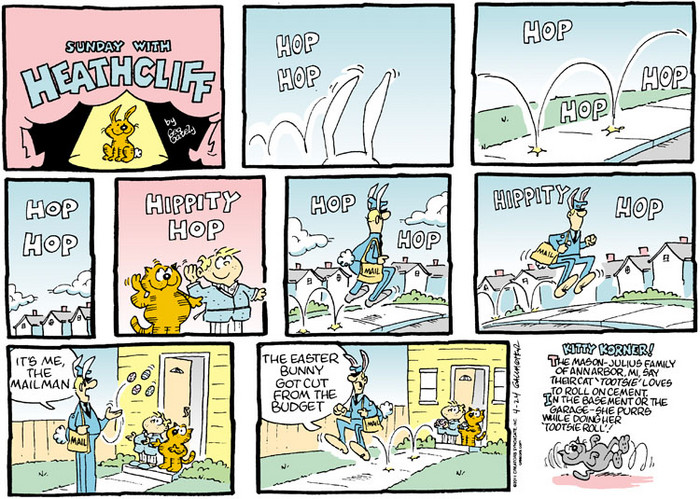 SUNDAY WITH
HEATHCLIFF
by
HOP
HOP
HOP
HOP
HOP
HOP
HOP
HIPPITY
HOP
HOP
HOP
MAIL
HIPPITY
HOP
MAIL
IT'S ME,
THE
MAILMAN
MAIL
THE EASTER
BUNNY
GOT CUT
FROM THE
BUDGET
MAIL
4-24
KITTY KORNER!
THE MASON-JULIUS FAMILY
OF ANN ARBOR, MI, SAY
THEIR CAT 'TOOTSIE' LOVES
TO ROLL ON CEMENT
IN THE BASEMENT OR THE
GARAGE-SHE PURRS
WHILE DOING HER
'TOOTSIE ROLL'!